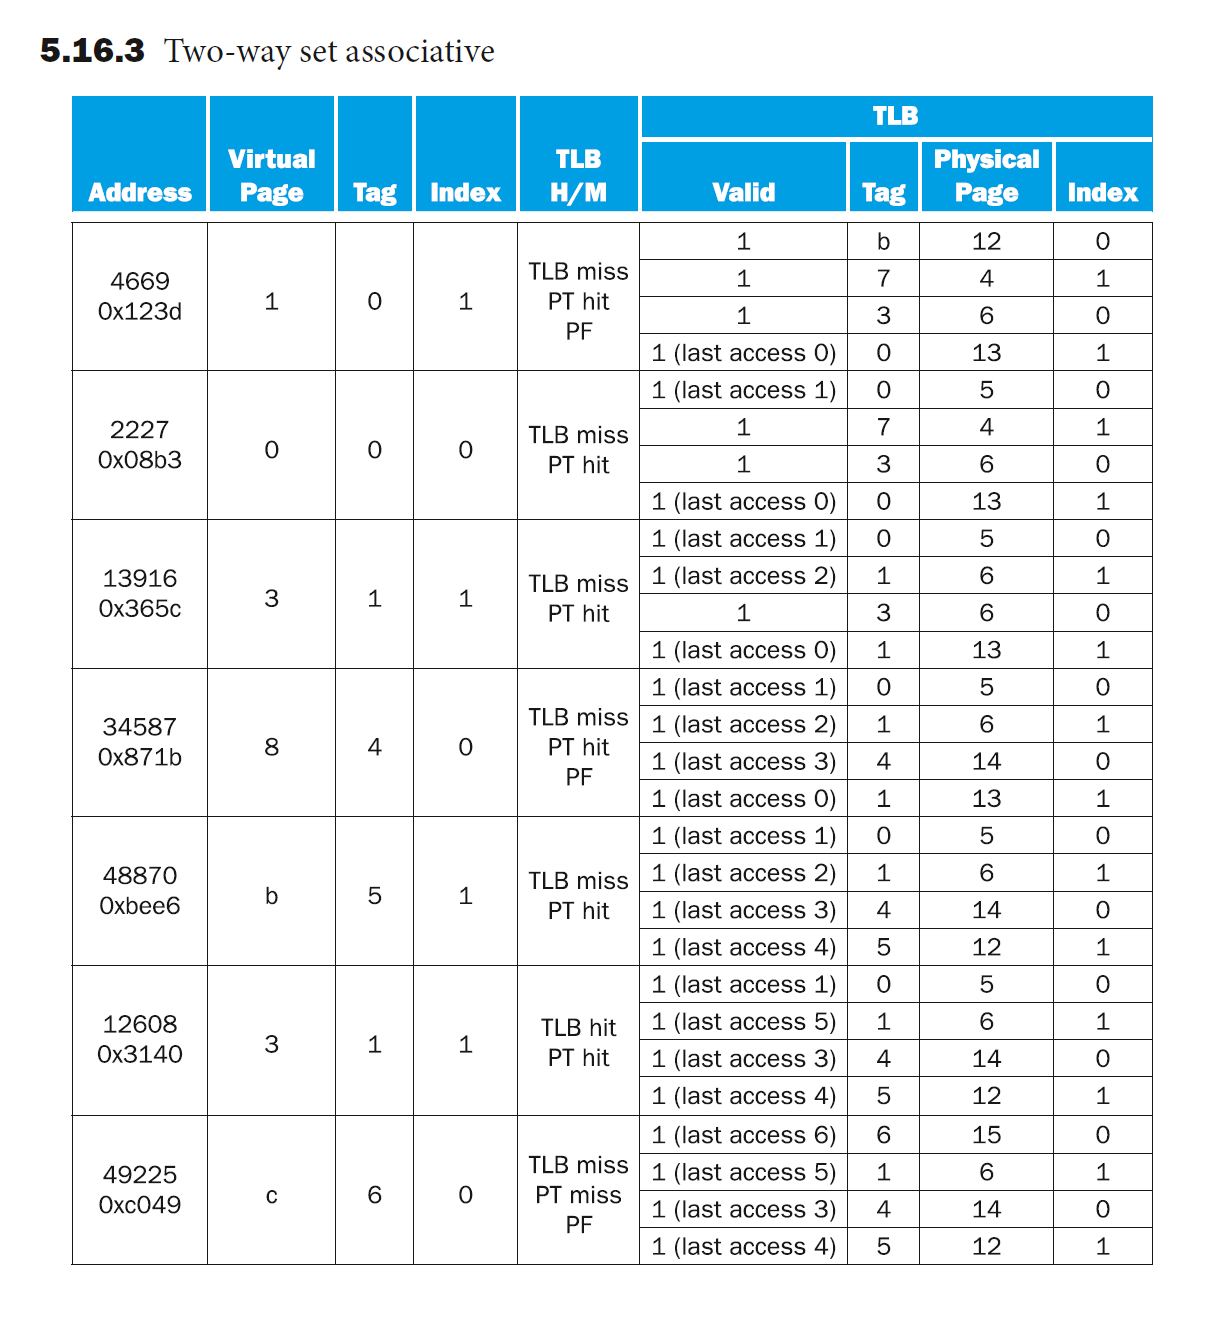 5.16.3 Two-way set associative
TLB
Address Virtual Page Tag Index TLB H/M Valid Tag Physical Page Index
4669 0x123d 1 0 1 TLB miss PT hit PF
1 b 12 0
1 7 4 1
1 3 6 0
1 (last access 0) 0 13 1
2227 0x08b3 0 0 0 TLB miss PT hit
1 (last access 1) 0 5 0
1 7 4 1
1 3 6 0
1 (last access 0) 0 13 1
13916 0x365c 3 1 1 TLB miss PT hit
1 (last access 1) 0 5 0
1 (last access 2) 1 6 1
1 3 6 0
1 (last access 0) 1 13 1
34587 0x871b 8 4 0 TLB miss PT hit PF
1 (last access 1) 0 5 0
1 (last access 2) 1 6 1
1 (last access 3) 4 14 0
1 (last access 0) 1 13 1
48870 0xbee6 b 5 1 TLB miss PT hit
1 (last access 1) 0 5 0
1 (last access 2) 1 6 1
1 (last access 3) 4 14 0
1 (last access 4) 5 12 1
12608 0x3140 3 1 1 TLB hit PT hit
1 (last access 1) 0 5 0
1 (last access 5) 1 6 1
1 (last access 3) 4 14 0
1 (last access 4) 5 12 1
49225 0xc049 c 6 0 TLB miss PT miss PF
1 (last access 6) 6 15 0
1 (last access 5) 1 6 1
1 (last access 3) 4 14 0
1 (last access 4) 5 12 1